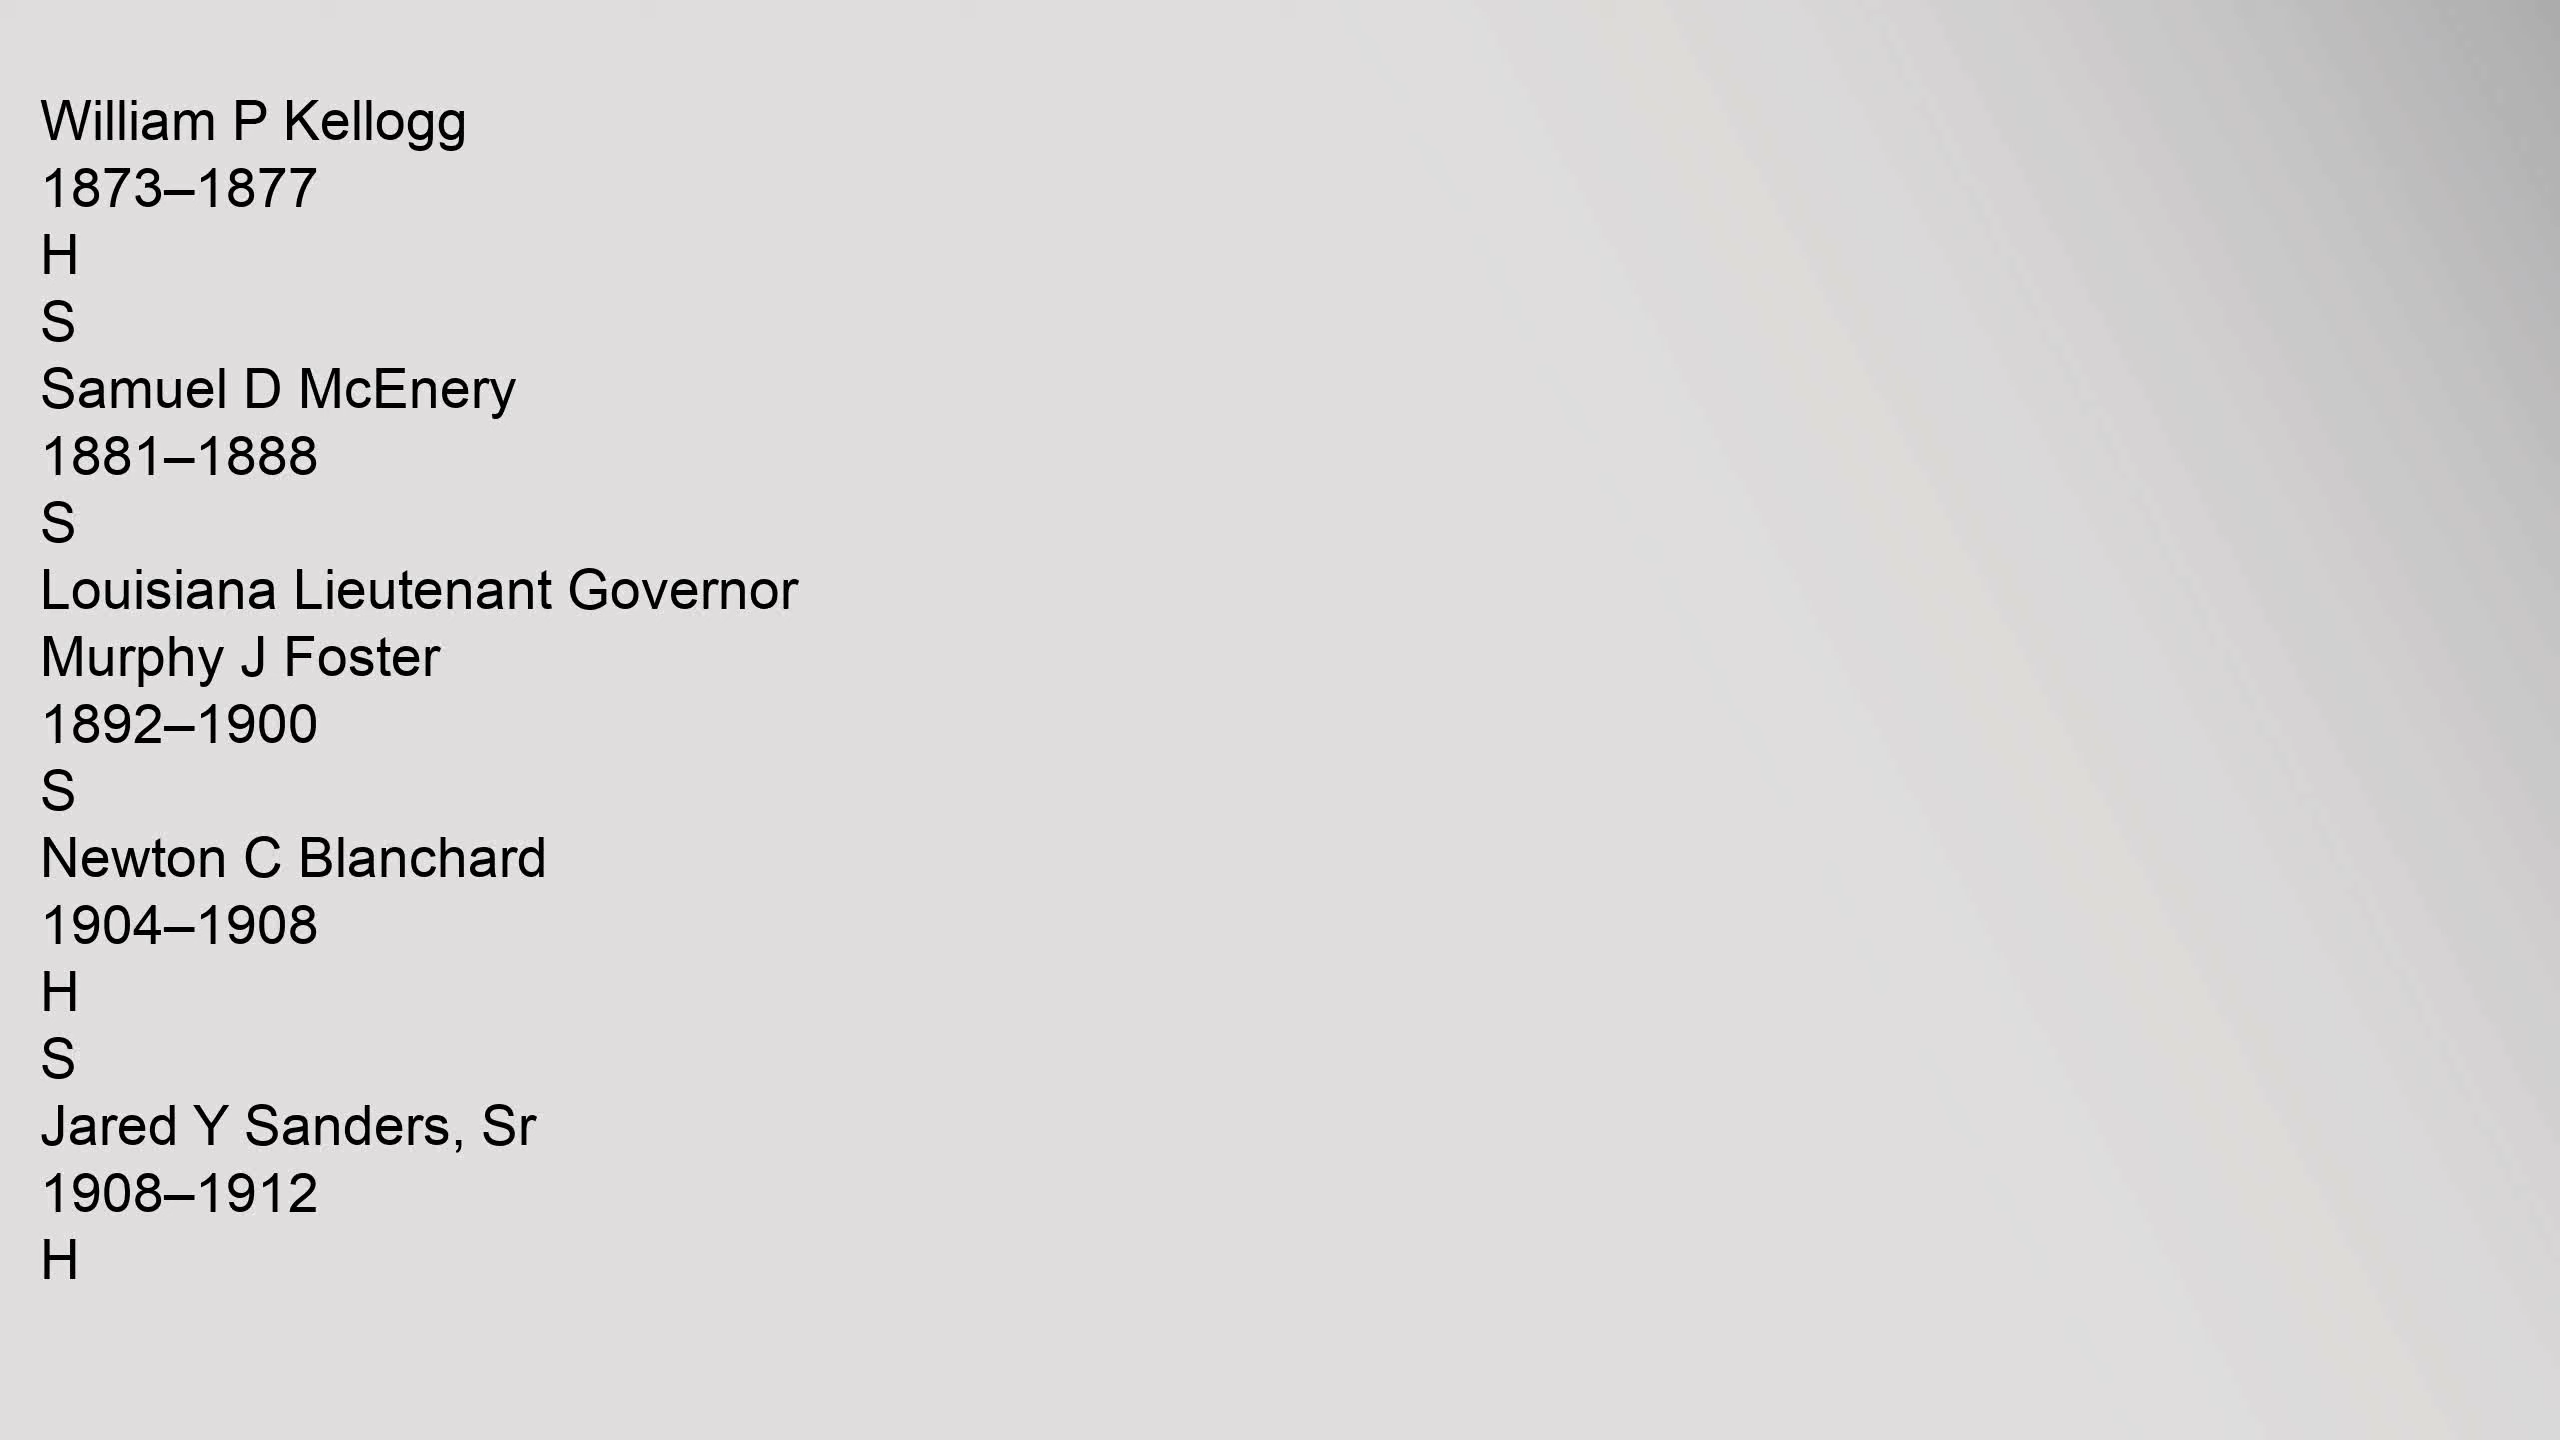 William P Kellogg
1873–1877
H
S
Samuel D McEnery
1881–1888
S
Louisiana Lieutenant Governor
Murphy J Foster
1892–1900
S
Newton C Blanchard
1904–1908
H
S
Jared Y Sanders, Sr
1908–1912
H